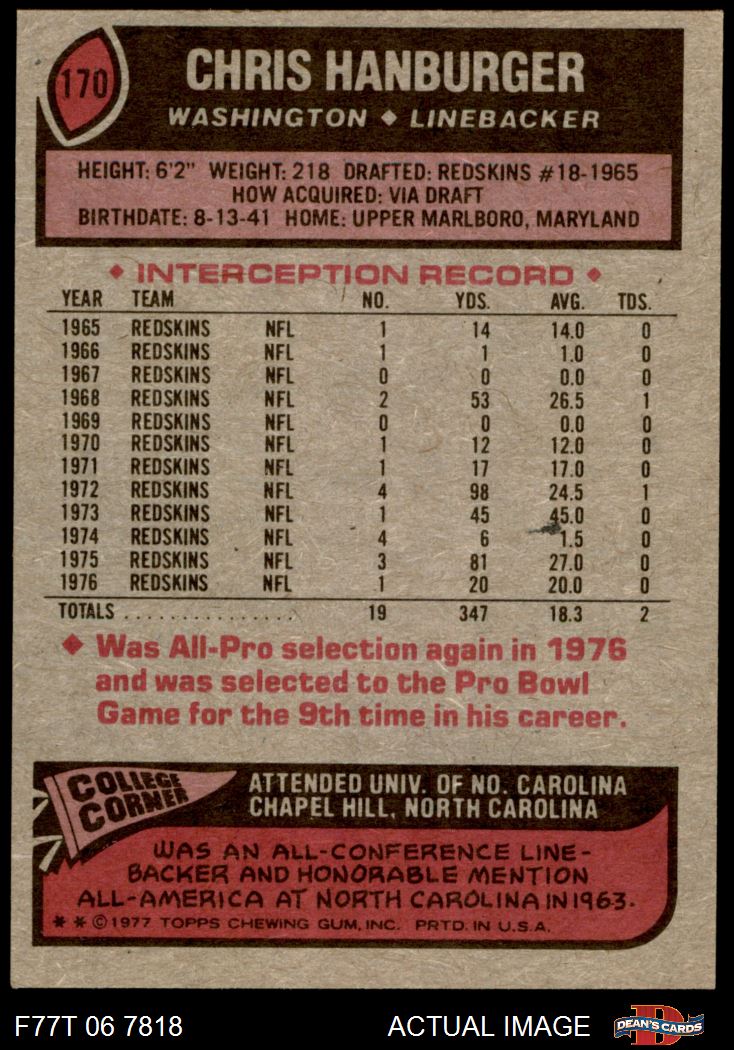 170
CHRIS HANBURGER
WASHINGTON ◆ LINEBACKER
HEIGHT: 6'2" WEIGHT: 218 DRAFTED: REDSKINS #18-1965
HOW ACQUIRED: VIA DRAFT
BIRTHDATE: 8-13-41 HOME: UPPER MARLBORO, MARYLAND
◆ INTERCEPTION RECORD ◆
YEAR TEAM NO. YDS. AVG. TDS.
1965 REDSKINS NFL 1 14 14.0 0
1966 REDSKINS NFL 1 1 1.0 0
1967 REDSKINS NFL 0 0 0.0 0
1968 REDSKINS NFL 2 53 26.5 1
1969 REDSKINS NFL 0 0 0.0 0
1970 REDSKINS NFL 1 12 12.0 0
1971 REDSKINS NFL 1 17 17.0 0
1972 REDSKINS NFL 4 98 24.5 1
1973 REDSKINS NFL 1 45 45.0 0
1974 REDSKINS NFL 4 6 1.5 0
1975 REDSKINS NFL 3 81 27.0 0
1976 REDSKINS NFL 1 20 20.0 0
TOTALS . . . . . . . . . . . . . . . 19 347 18.3 2
◆ Was All-Pro selection again in 1976
and was selected to the Pro Bowl
Game for the 9th time in his career.
COLLEGE
CORNER
ATTENDED UNIV. OF NO. CAROLINA
CHAPEL HILL, NORTH CAROLINA
WAS AN ALL-CONFERENCE LINE-
BACKER AND HONORABLE MENTION
ALL-AMERICA AT NORTH CAROLINA IN 1963.
* * © 1977 TOPPS CHEWING GUM, INC. PRTD. IN U.S.A.
F77T 06 7818 ACTUAL IMAGE
D
DEAN'S CARDS